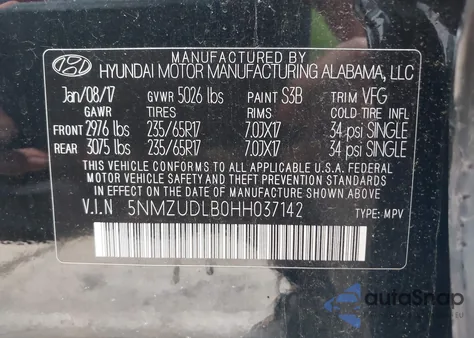 MANUFACTURED BY
HYUNDAI MOTOR MANUFACTURING ALABAMA, LLC
Jan/08/17 GVWR 5026 lbs PAINT S3B TRIM VFG
GAWR TIRES RIMS COLD TIRE INFL
FRONT 2976 lbs 235/65R17 7.0JX17 34 psi SINGLE
REAR 3075 lbs 235/65R17 7.0JX17 34 psi SINGLE
THIS VEHICLE CONFORMS TO ALL APPLICABLE U.S.A. FEDERAL
MOTOR VEHICLE SAFETY AND THEFT PREVENTION STANDARDS
IN EFFECT ON THE DATE OF MANUFACTURE SHOWN ABOVE.
V.I.N 5NMZUDLB0HH037142 TYPE: MPV
autoSnap
WWW.AUTOSNAP.EU